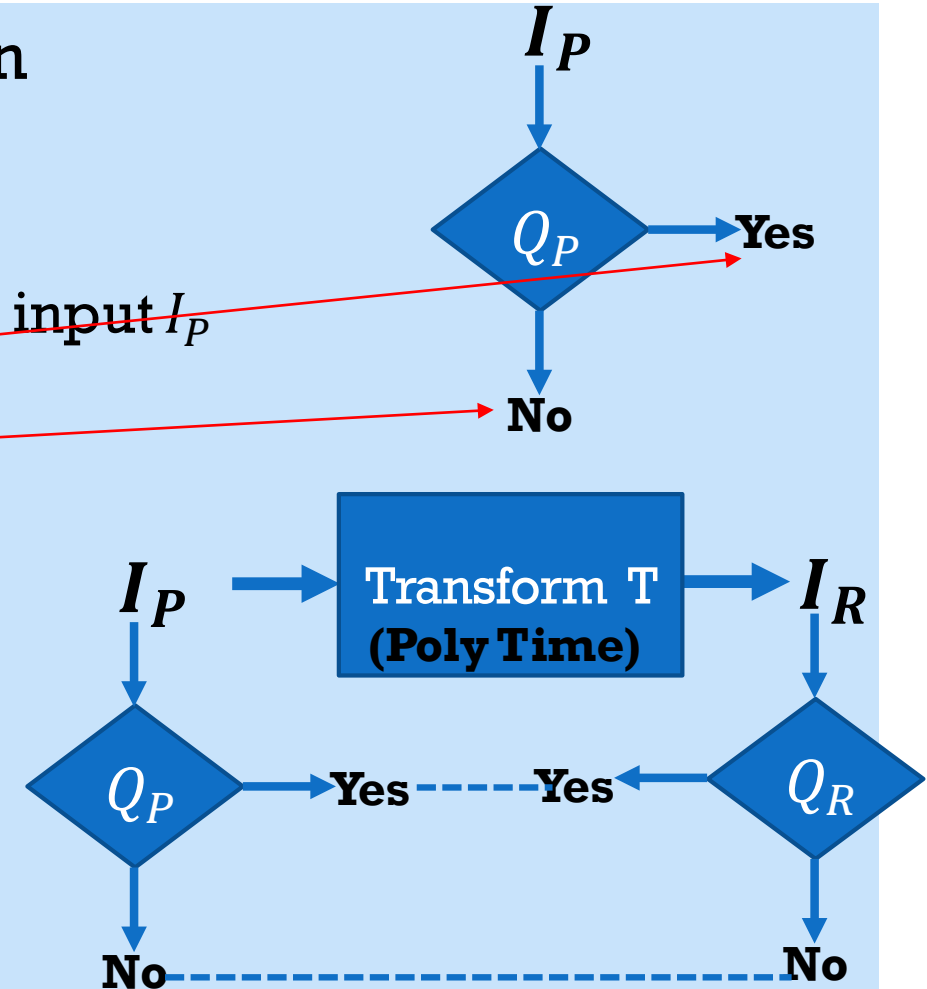 n
I_P
Q_P
Yes
input I_P
No
I_P
Transform T
(Poly Time)
I_R
Q_P
Yes
Yes
Q_R
No
No